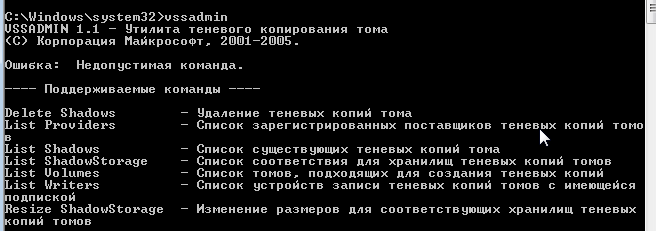 C:\Windows\system32>vssadmin
VSSADMIN 1.1 - Утилита теневого копирования тома
(C) Корпорация Майкрософт, 2001-2005.
Ошибка:  Недопустимая команда.
---- Поддерживаемые команды ----
Delete Shadows        - Удаление теневых копий тома
List Providers        - Список зарегистрированных поставщиков теневых копий томо
в
List Shadows          - Список существующих теневых копий тома
List ShadowStorage    - Список соответствия для хранилищ теневых копий томов
List Volumes          - Список томов, подходящих для создания теневых копий
List Writers          - Список устройств записи теневых копий томов с имеющейся
подпиской
Resize ShadowStorage  - Изменение размеров для соответствующих хранилищ теневых
копий томов